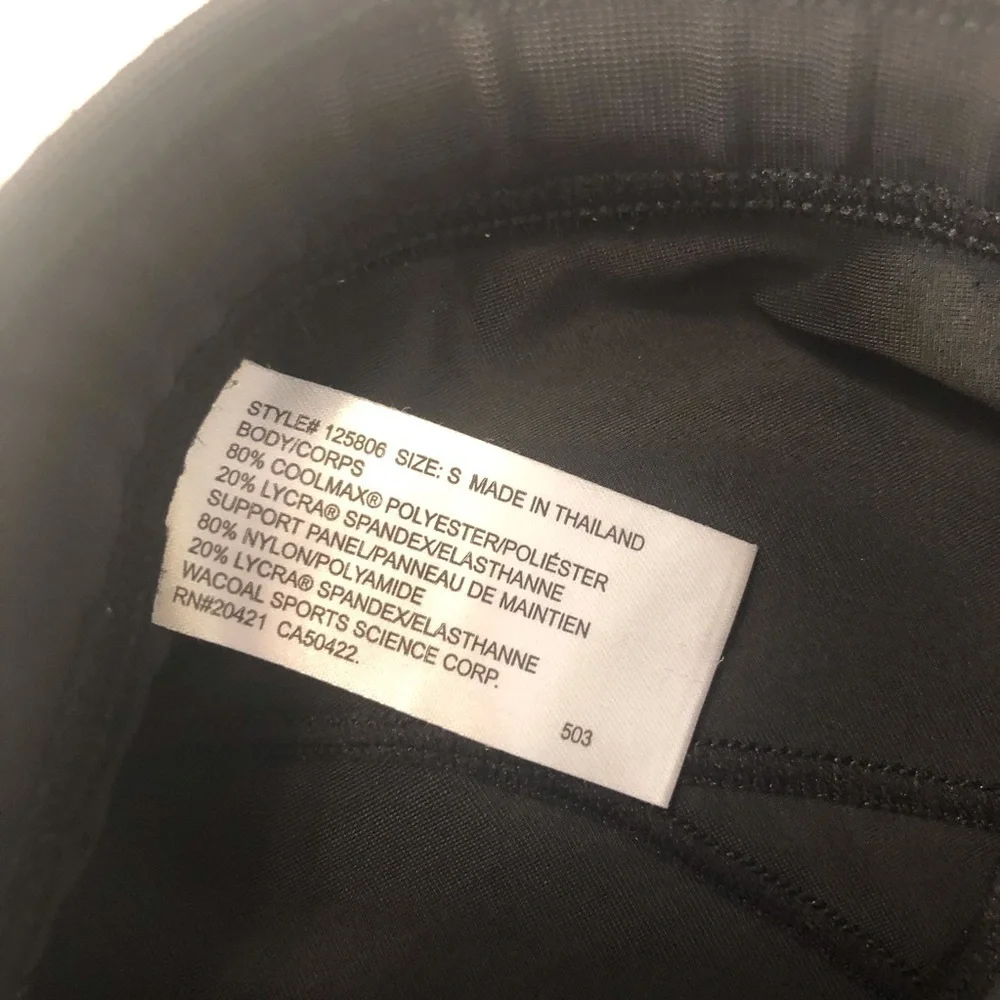 STYLE# 125806 SIZE: S MADE IN THAILAND
BODY/CORPS
80% COOLMAX® POLYESTER/POLIÉSTER
20% LYCRA® SPANDEX/ELASTHANNE
SUPPORT PANEL/PANNEAU DE MAINTIEN
80% NYLON/POLYAMIDE
20% LYCRA® SPANDEX/ELASTHANNE
WACOAL SPORTS SCIENCE CORP.
RN#20421 CA50422.
503